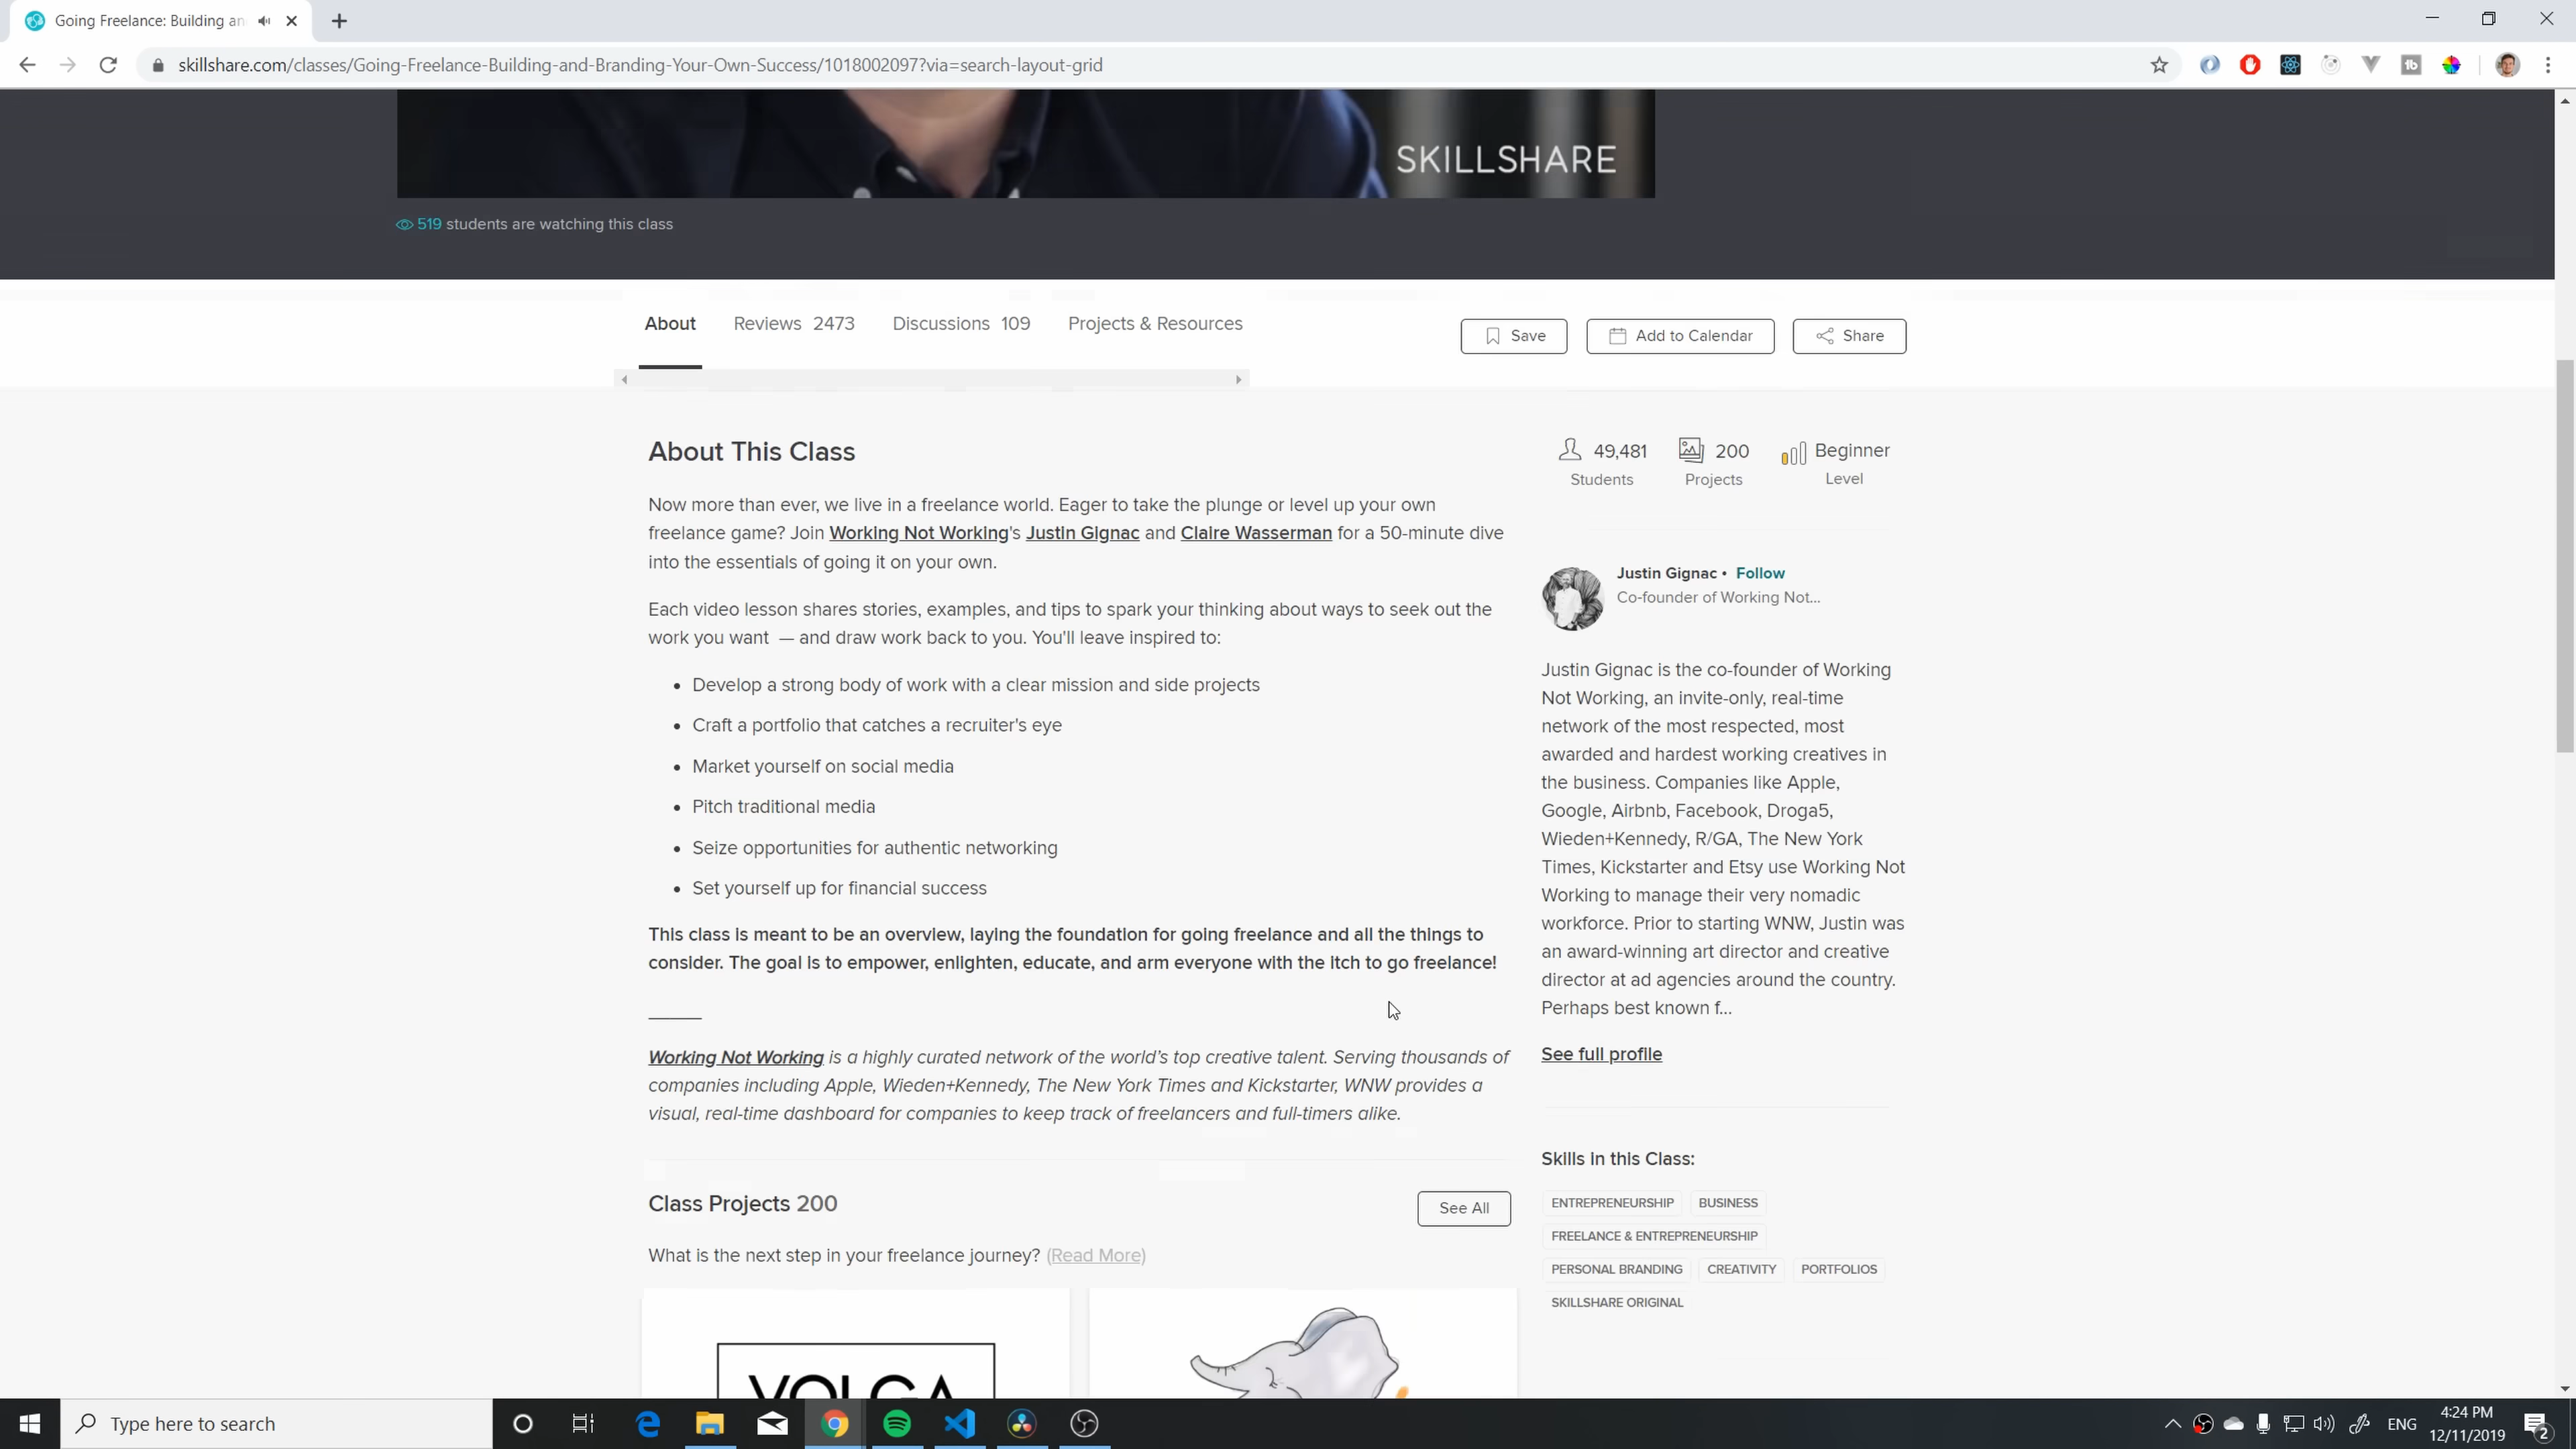 Going Freelance: Building an
skillshare.com/classes/Going-Freelance-Building-and-Branding-Your-Own-Success/1018002097?via=search-layout-grid
SKILLSHARE
519 students are watching this class
About
Reviews 2473
Discussions 109
Projects & Resources
Save
Add to Calendar
Share
About This Class
Now more than ever, we live in a freelance world. Eager to take the plunge or level up your own
freelance game? Join Working Not Working's Justin Gignac and Claire Wasserman for a 50-minute dive
into the essentials of going it on your own.
Each video lesson shares stories, examples, and tips to spark your thinking about ways to seek out the
work you want — and draw work back to you. You'll leave inspired to:
• Develop a strong body of work with a clear mission and side projects
• Craft a portfolio that catches a recruiter's eye
• Market yourself on social media
• Pitch traditional media
• Seize opportunities for authentic networking
• Set yourself up for financial success
This class is meant to be an overview, laying the foundation for going freelance and all the things to
consider. The goal is to empower, enlighten, educate, and arm everyone with the itch to go freelance!
Working Not Working is a highly curated network of the world's top creative talent. Serving thousands of
companies including Apple, Wieden+Kennedy, The New York Times and Kickstarter, WNW provides a
visual, real-time dashboard for companies to keep track of freelancers and full-timers alike.
Class Projects 200
See All
What is the next step in your freelance journey? (Read More)
VOLGA
49,481
Students
200
Projects
Beginner
Level
Justin Gignac • Follow
Co-founder of Working Not...
Justin Gignac is the co-founder of Working
Not Working, an invite-only, real-time
network of the most respected, most
awarded and hardest working creatives in
the business. Companies like Apple,
Google, Airbnb, Facebook, Droga5,
Wieden+Kennedy, R/GA, The New York
Times, Kickstarter and Etsy use Working Not
Working to manage their very nomadic
workforce. Prior to starting WNW, Justin was
an award-winning art director and creative
director at ad agencies around the country.
Perhaps best known f...
See full profile
Skills in this Class:
ENTREPRENEURSHIP BUSINESS
FREELANCE & ENTREPRENEURSHIP
PERSONAL BRANDING CREATIVITY PORTFOLIOS
SKILLSHARE ORIGINAL
Type here to search
ENG
4:24 PM
12/11/2019
2